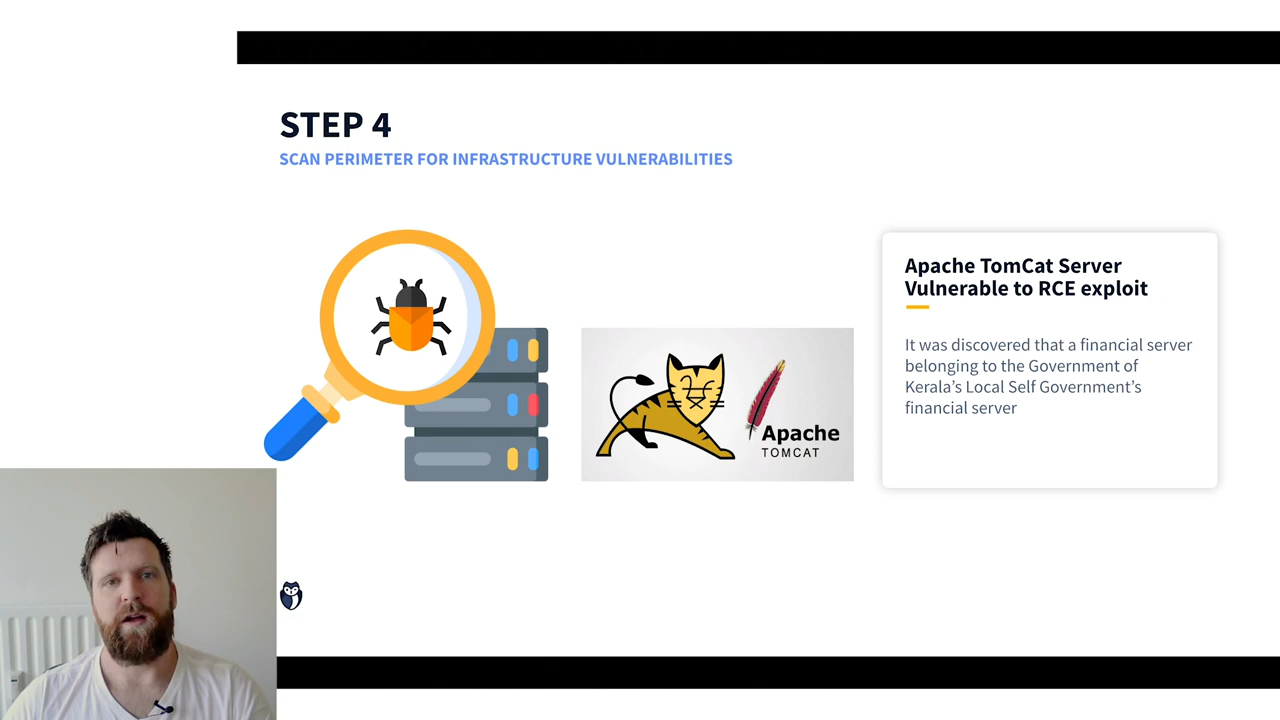 STEP 4
SCAN PERIMETER FOR INFRASTRUCTURE VULNERABILITIES
Apache
TOMCAT
Apache TomCat Server
Vulnerable to RCE exploit
It was discovered that a financial server
belonging to the Government of
Kerala’s Local Self Government’s
financial server